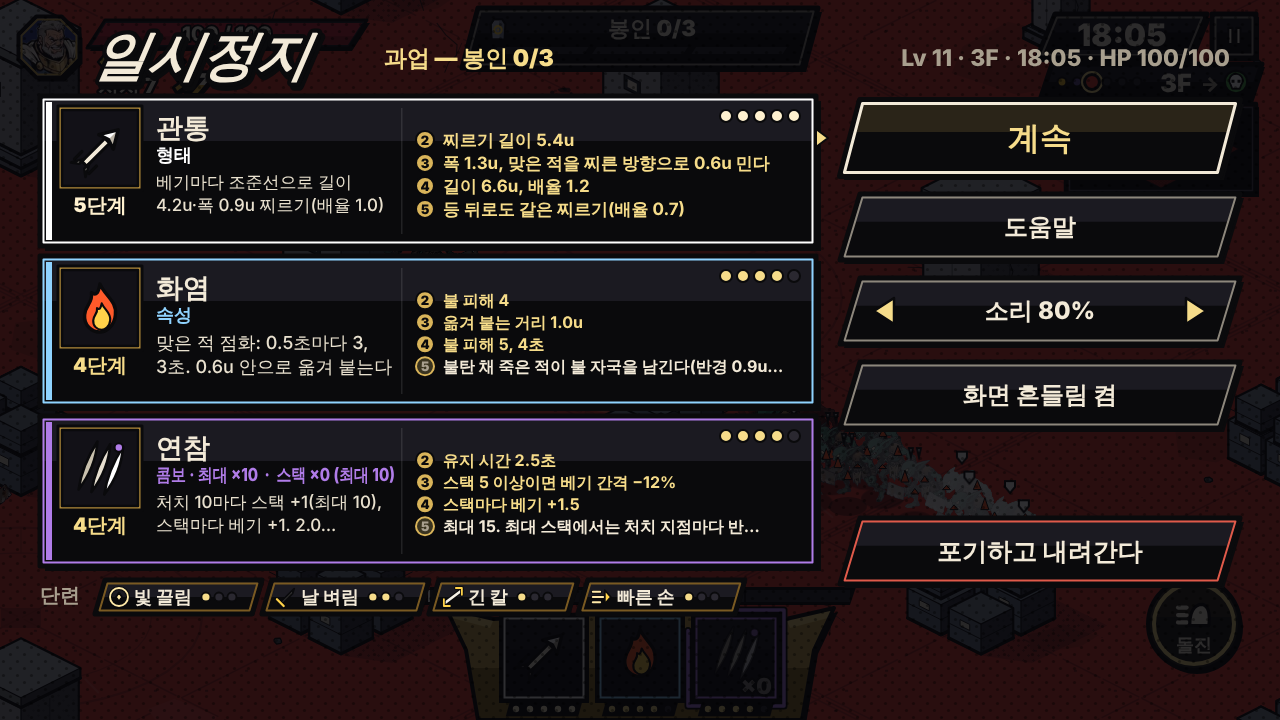 일시정지
과업 — 봉인 0/3
봉인 0/3
18:05
Lv 11 · 3F · 18:05 · HP 100/100
3F →
관통
형태
베기마다 조준선으로 길이
4.2u·폭 0.9u 찌르기(배율 1.0)
5단계
2 찌르기 길이 5.4u
3 폭 1.3u, 맞은 적을 찌른 방향으로 0.6u 민다
4 길이 6.6u, 배율 1.2
5 등 뒤로도 같은 찌르기(배율 0.7)
화염
속성
맞은 적 점화: 0.5초마다 3,
3초. 0.6u 안으로 옮겨 붙는다
4단계
2 불 피해 4
3 옮겨 붙는 거리 1.0u
4 불 피해 5, 4초
5 불탄 채 죽은 적이 불 자국을 남긴다(반경 0.9u...
연참
콤보 · 최대 ×10 · 스택 ×0 (최대 10)
처치 10마다 스택 +1(최대 10),
스택마다 베기 +1. 2.0...
4단계
2 유지 시간 2.5초
3 스택 5 이상이면 베기 간격 −12%
4 스택마다 베기 +1.5
5 최대 15. 최대 스택에서는 처치 지점마다 반...
계속
도움말
소리 80%
화면 흔들림 켬
포기하고 내려간다
단련
빛 끌림
날 벼림
긴 칼
빠른 손
×0
돌진